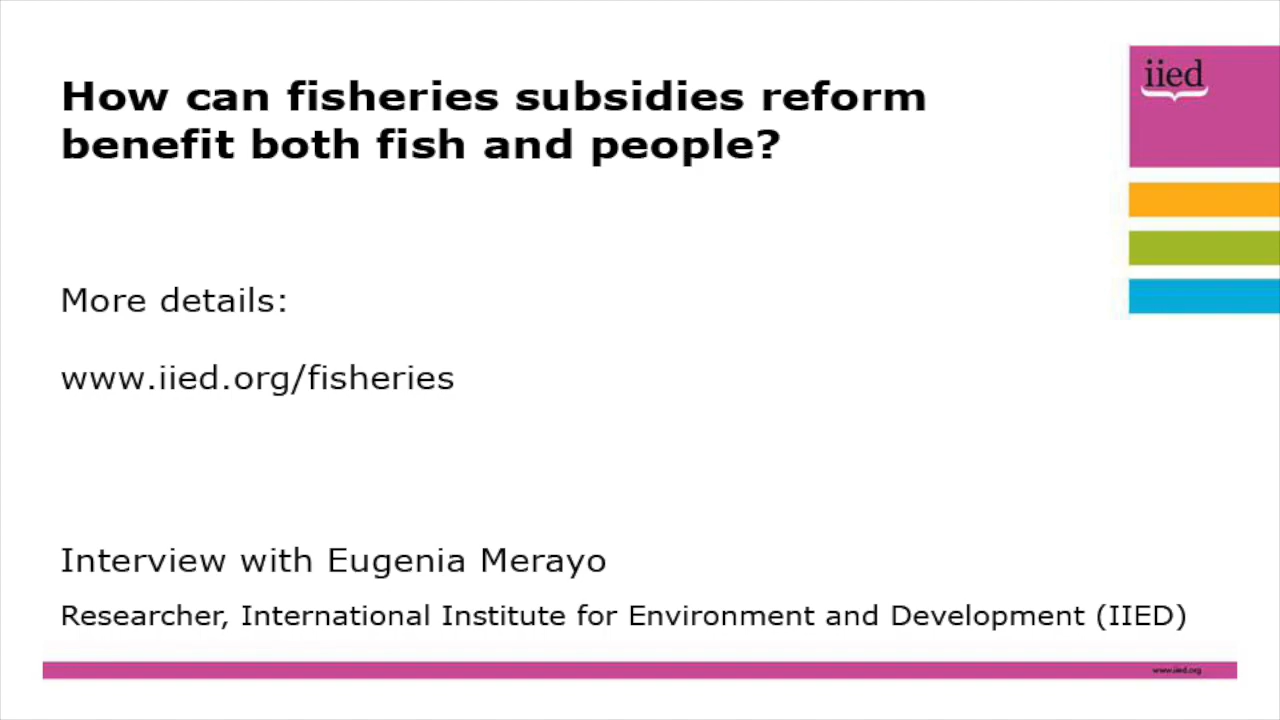 How can fisheries subsidies reform
benefit both fish and people?
iied
More details:
www.iied.org/fisheries
Interview with Eugenia Merayo
Researcher, International Institute for Environment and Development (IIED)
www.iied.org